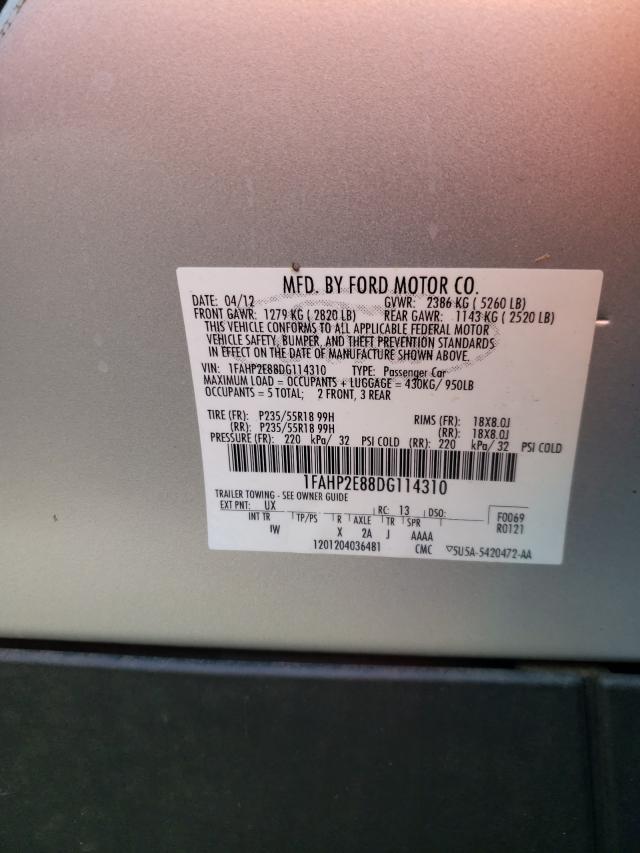 MFD. BY FORD MOTOR CO.
DATE: 04/12 GVWR: 2386 KG ( 5260 LB)
FRONT GAWR: 1279 KG ( 2820 LB) REAR GAWR: 1143 KG ( 2520 LB)
THIS VEHICLE CONFORMS TO ALL APPLICABLE FEDERAL MOTOR
VEHICLE SAFETY, BUMPER, AND THEFT PREVENTION STANDARDS
IN EFFECT ON THE DATE OF MANUFACTURE SHOWN ABOVE.
VIN: 1FAHP2E88DG114310 TYPE: Passenger Car
MAXIMUM LOAD = OCCUPANTS + LUGGAGE = 430KG/ 950LB
OCCUPANTS = 5 TOTAL; 2 FRONT, 3 REAR
TIRE (FR): P235/55R18 99H RIMS (FR): 18X8.0J
(RR): P235/55R18 99H (RR): 18X8.0J
PRESSURE (FR): 220 kPa/ 32 PSI COLD (RR): 220 kPa/ 32 PSI COLD
1FAHP2E88DG114310
TRAILER TOWING - SEE OWNER GUIDE
EXT PNT: UX RC: 13 DSO: F0069
INT TR TP/PS R AXLE TR SPR R0121
IW X 2A J AAAA
1201204036481 CMC ▽5U5A-5420472-AA